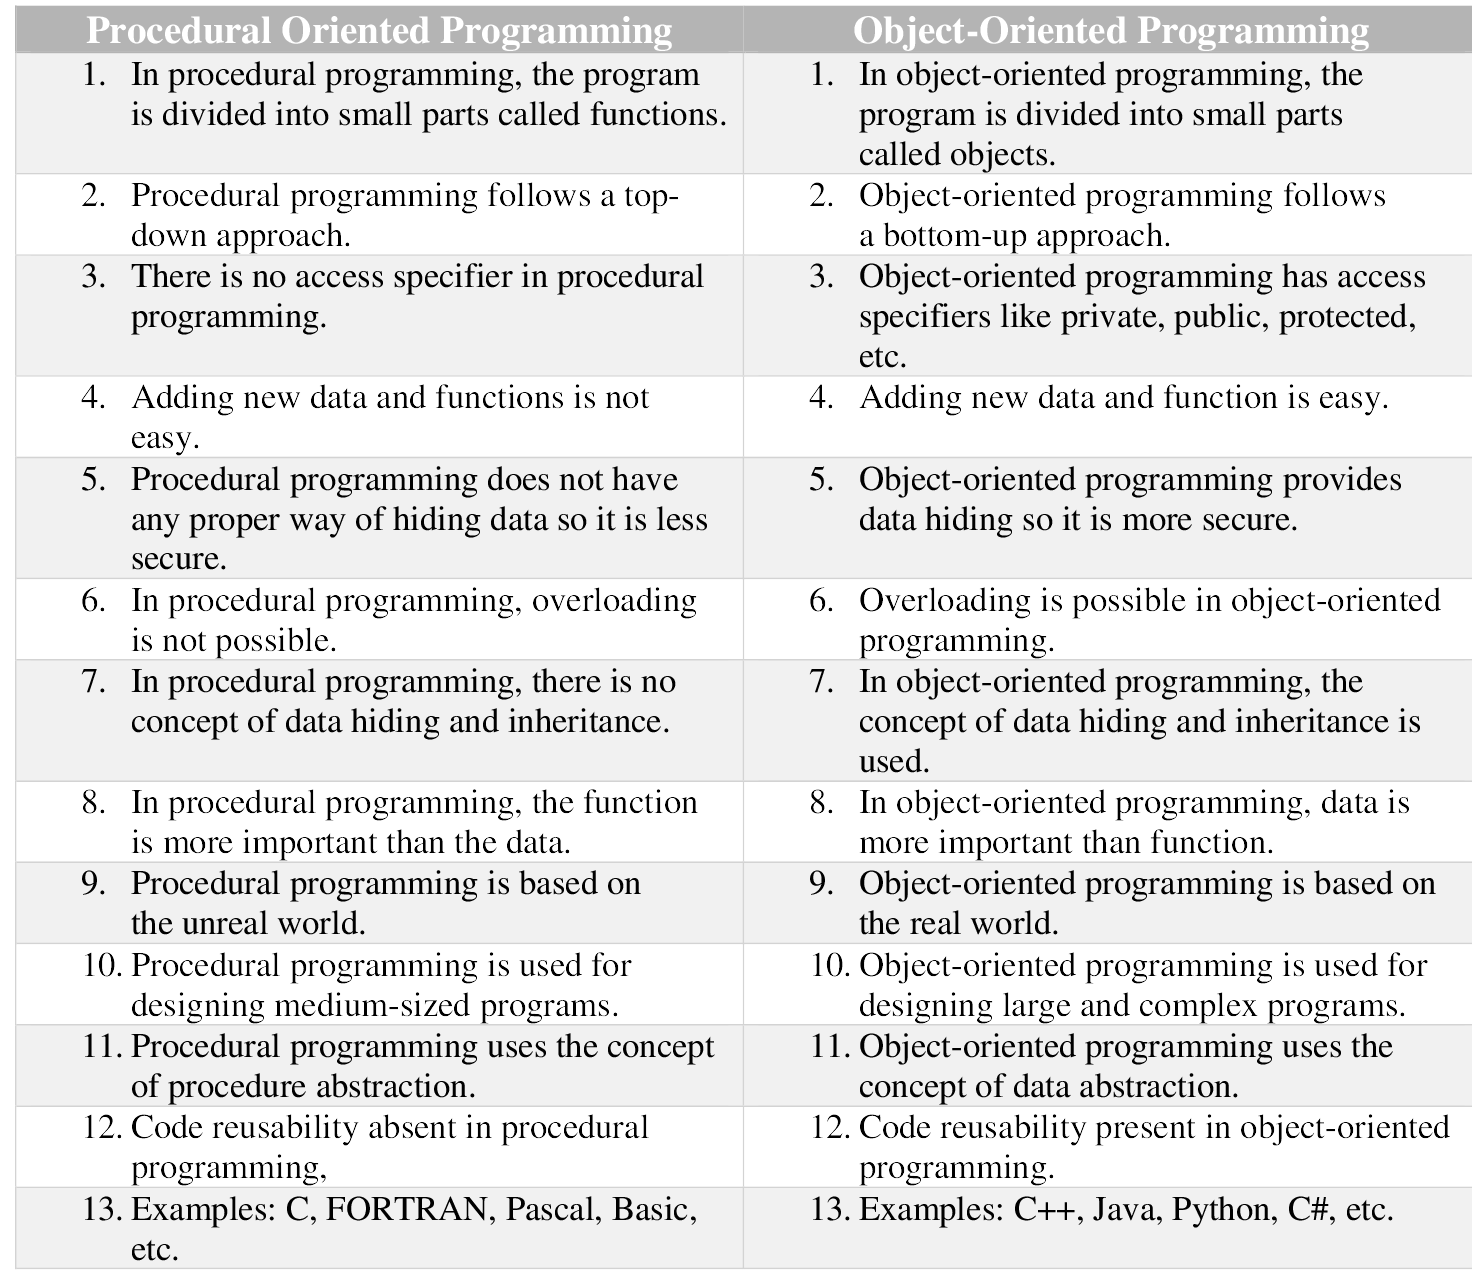 Procedural Oriented Programming
Object-Oriented Programming
1. In procedural programming, the program
is divided into small parts called functions.
1. In object-oriented programming, the
program is divided into small parts
called objects.
2. Procedural programming follows a top-
down approach.
2. Object-oriented programming follows
a bottom-up approach.
3. There is no access specifier in procedural
programming.
3. Object-oriented programming has access
specifiers like private, public, protected,
etc.
4. Adding new data and functions is not
easy.
4. Adding new data and function is easy.
5. Procedural programming does not have
any proper way of hiding data so it is less
secure.
5. Object-oriented programming provides
data hiding so it is more secure.
6. In procedural programming, overloading
is not possible.
6. Overloading is possible in object-oriented
programming.
7. In procedural programming, there is no
concept of data hiding and inheritance.
7. In object-oriented programming, the
concept of data hiding and inheritance is
used.
8. In procedural programming, the function
is more important than the data.
8. In object-oriented programming, data is
more important than function.
9. Procedural programming is based on
the unreal world.
9. Object-oriented programming is based on
the real world.
10. Procedural programming is used for
designing medium-sized programs.
10. Object-oriented programming is used for
designing large and complex programs.
11. Procedural programming uses the concept
of procedure abstraction.
11. Object-oriented programming uses the
concept of data abstraction.
12. Code reusability absent in procedural
programming,
12. Code reusability present in object-oriented
programming.
13. Examples: C, FORTRAN, Pascal, Basic,
etc.
13. Examples: C++, Java, Python, C#, etc.